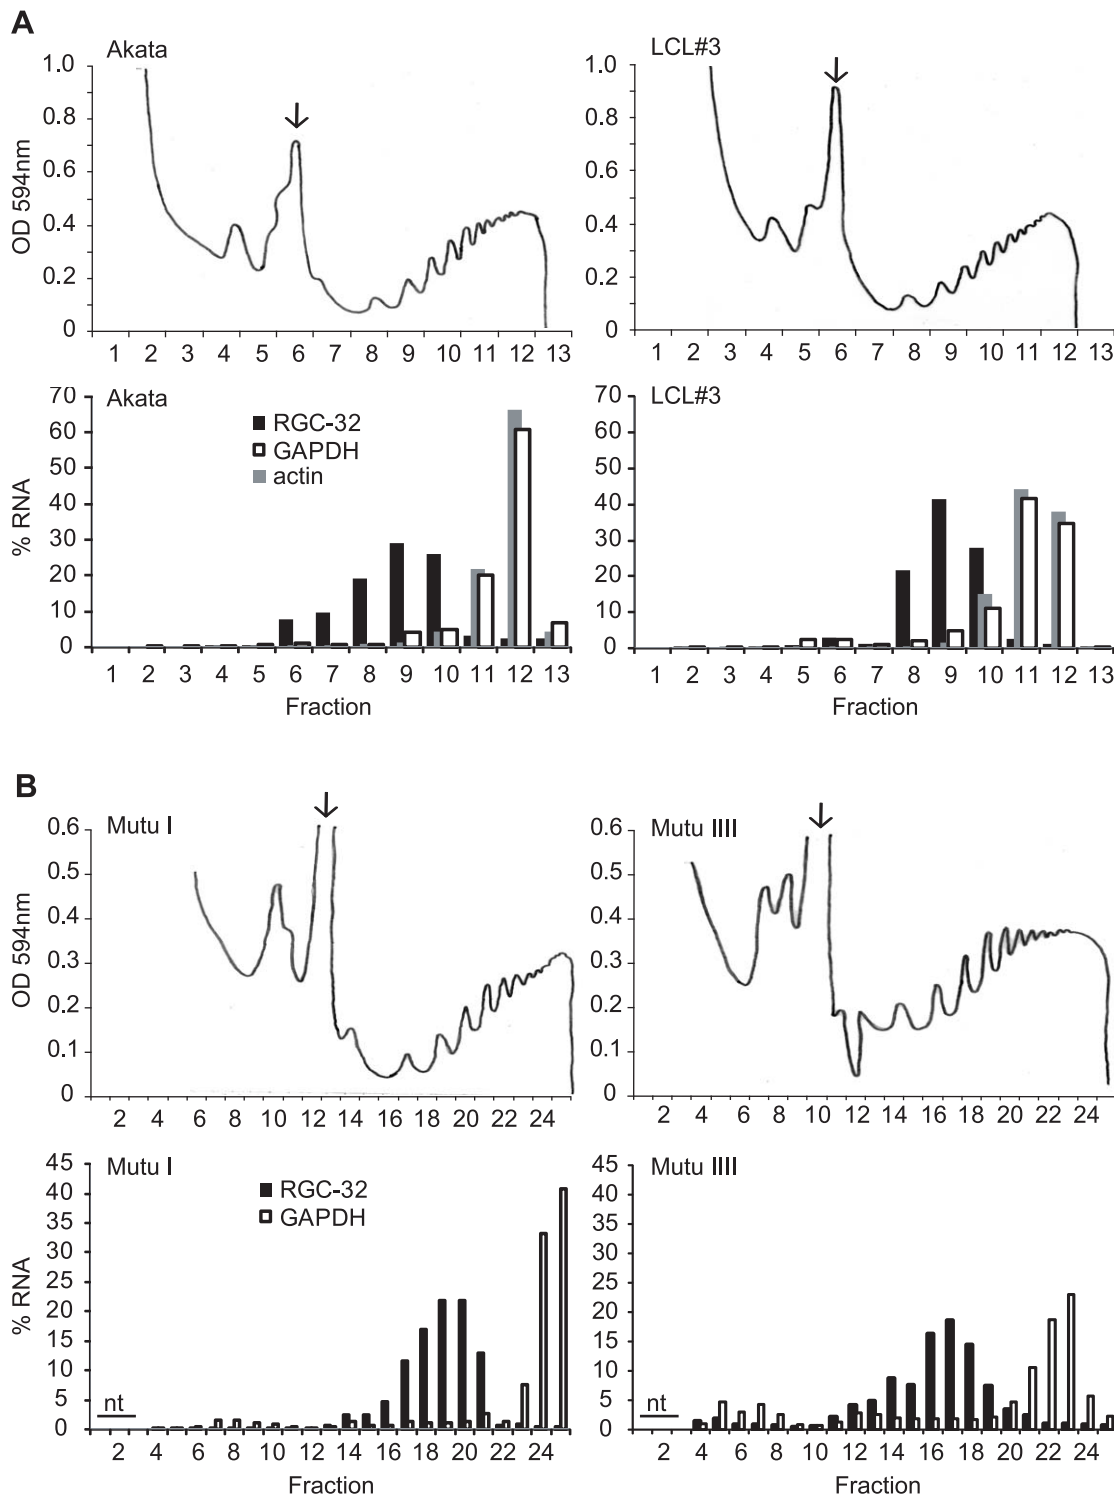 A
Akata
LCL#3
OD 594nm
1.0
0.8
0.6
0.4
0.2
0
1 2 3 4 5 6 7 8 9 10 11 12 13
1.0
0.8
0.6
0.4
0.2
0
1 2 3 4 5 6 7 8 9 10 11 12 13
Akata
RGC-32
GAPDH
actin
% RNA
70
60
50
40
30
20
10
0
1 2 3 4 5 6 7 8 9 10 11 12 13
Fraction
LCL#3
70
60
50
40
30
20
10
0
1 2 3 4 5 6 7 8 9 10 11 12 13
Fraction
B
Mutu I
OD 594nm
0.6
0.5
0.4
0.3
0.2
0.1
0
2 4 6 8 10 12 14 16 18 20 22 24
Mutu IIII
0.6
0.5
0.4
0.3
0.2
0.1
0
2 4 6 8 10 12 14 16 18 20 22 24
Mutu I
RGC-32
GAPDH
% RNA
45
40
35
30
25
20
15
10
5
0
nt
2 4 6 8 10 12 14 16 18 20 22 24
Fraction
Mutu IIII
45
40
35
30
25
20
15
10
5
0
nt
2 4 6 8 10 12 14 16 18 20 22 24
Fraction